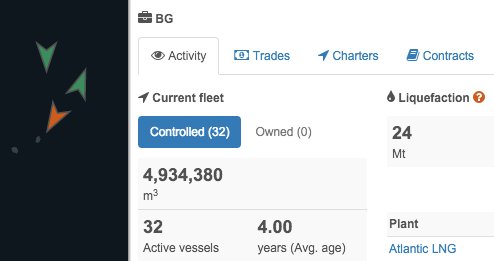 BG
Activity
Trades
Charters
Contracts
Current fleet
Controlled (32)
Owned (0)
4,934,380
m³
32
Active vessels
4.00
years (Avg. age)
Liquefaction ?
24
Mt
Plant
Atlantic LNG